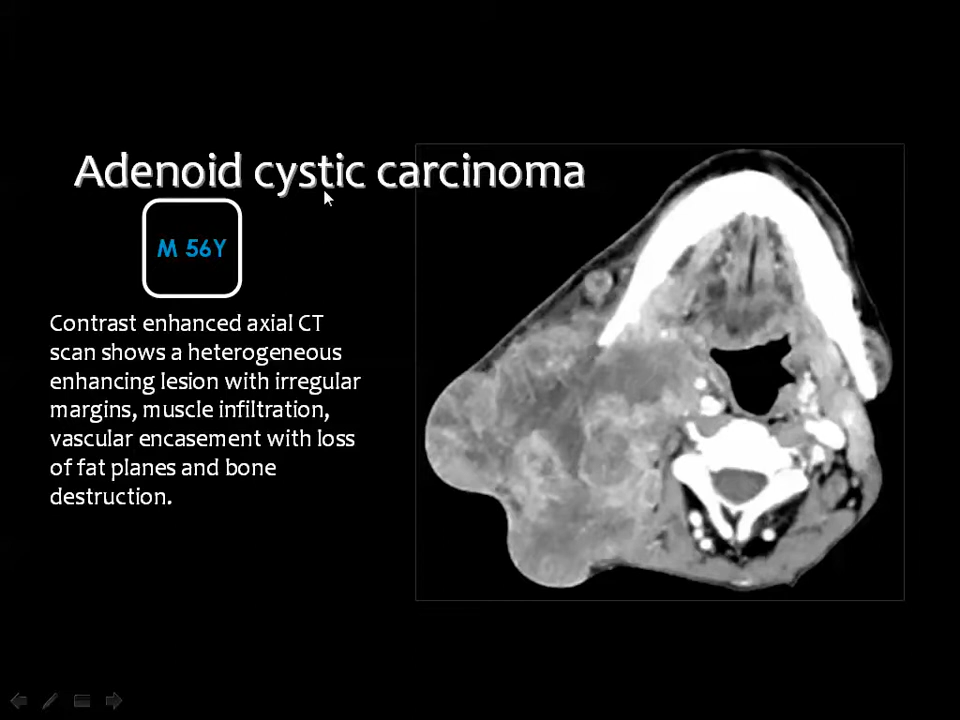 Adenoid cystic carcinoma
M 56Y
Contrast enhanced axial CT
scan shows a heterogeneous
enhancing lesion with irregular
margins, muscle infiltration,
vascular encasement with loss
of fat planes and bone
destruction.